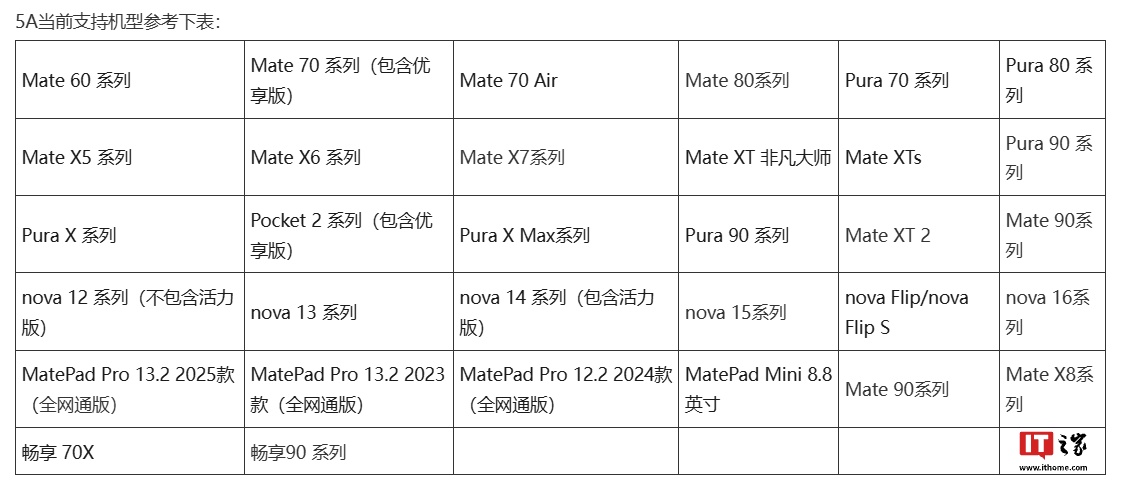 5A当前支持机型参考下表：
Mate 60 系列
Mate 70 系列（包含优
享版）
Mate 70 Air
Mate 80系列
Pura 70 系列
Pura 80 系
列
Mate X5 系列
Mate X6 系列
Mate X7系列
Mate XT 非凡大师
Mate XTs
Pura 90 系
列
Pura X 系列
Pocket 2 系列（包含优
享版）
Pura X Max系列
Pura 90 系列
Mate XT 2
Mate 90系
列
nova 12 系列（不包含活力
版）
nova 13 系列
nova 14 系列（包含活力
版）
nova 15系列
nova Flip/nova
Flip S
nova 16系
列
MatePad Pro 13.2 2025款
（全网通版）
MatePad Pro 13.2 2023
款（全网通版）
MatePad Pro 12.2 2024款
（全网通版）
MatePad Mini 8.8
英寸
Mate 90系列
Mate X8系
列
畅享 70X
畅享90 系列
IT之家
www.ithome.com